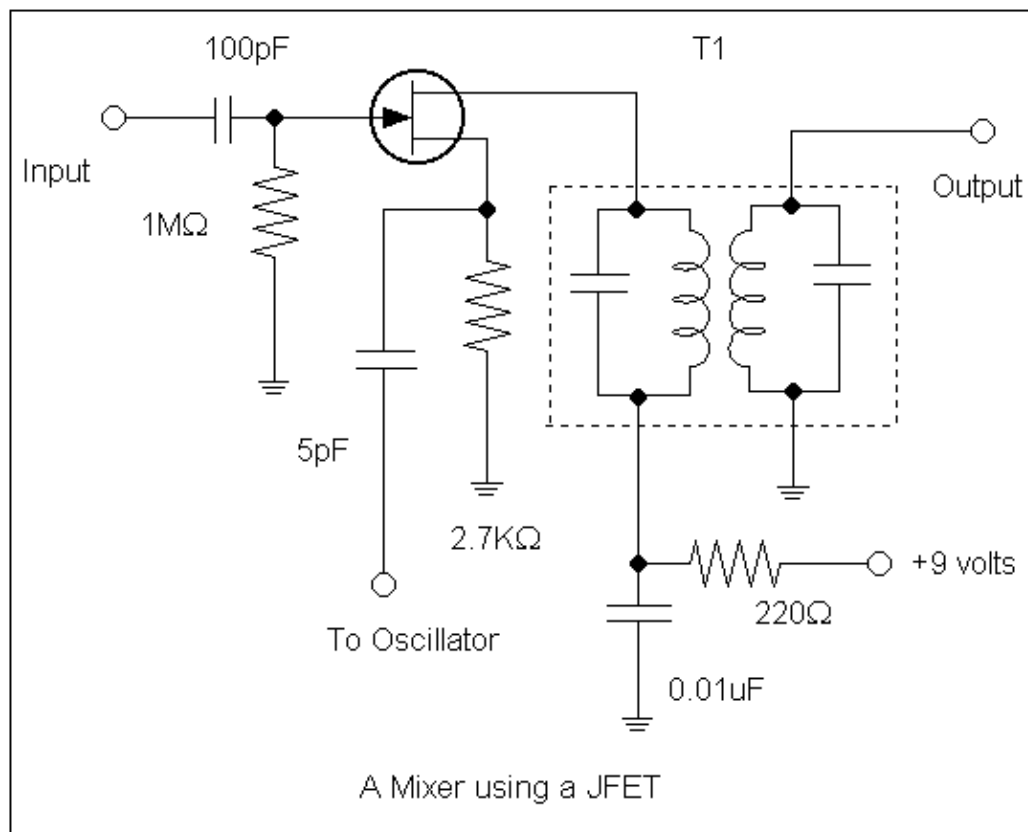 100pF
T1
Input
Output
1MΩ
5pF
2.7KΩ
+9 volts
220Ω
To Oscillator
0.01uF
A Mixer using a JFET